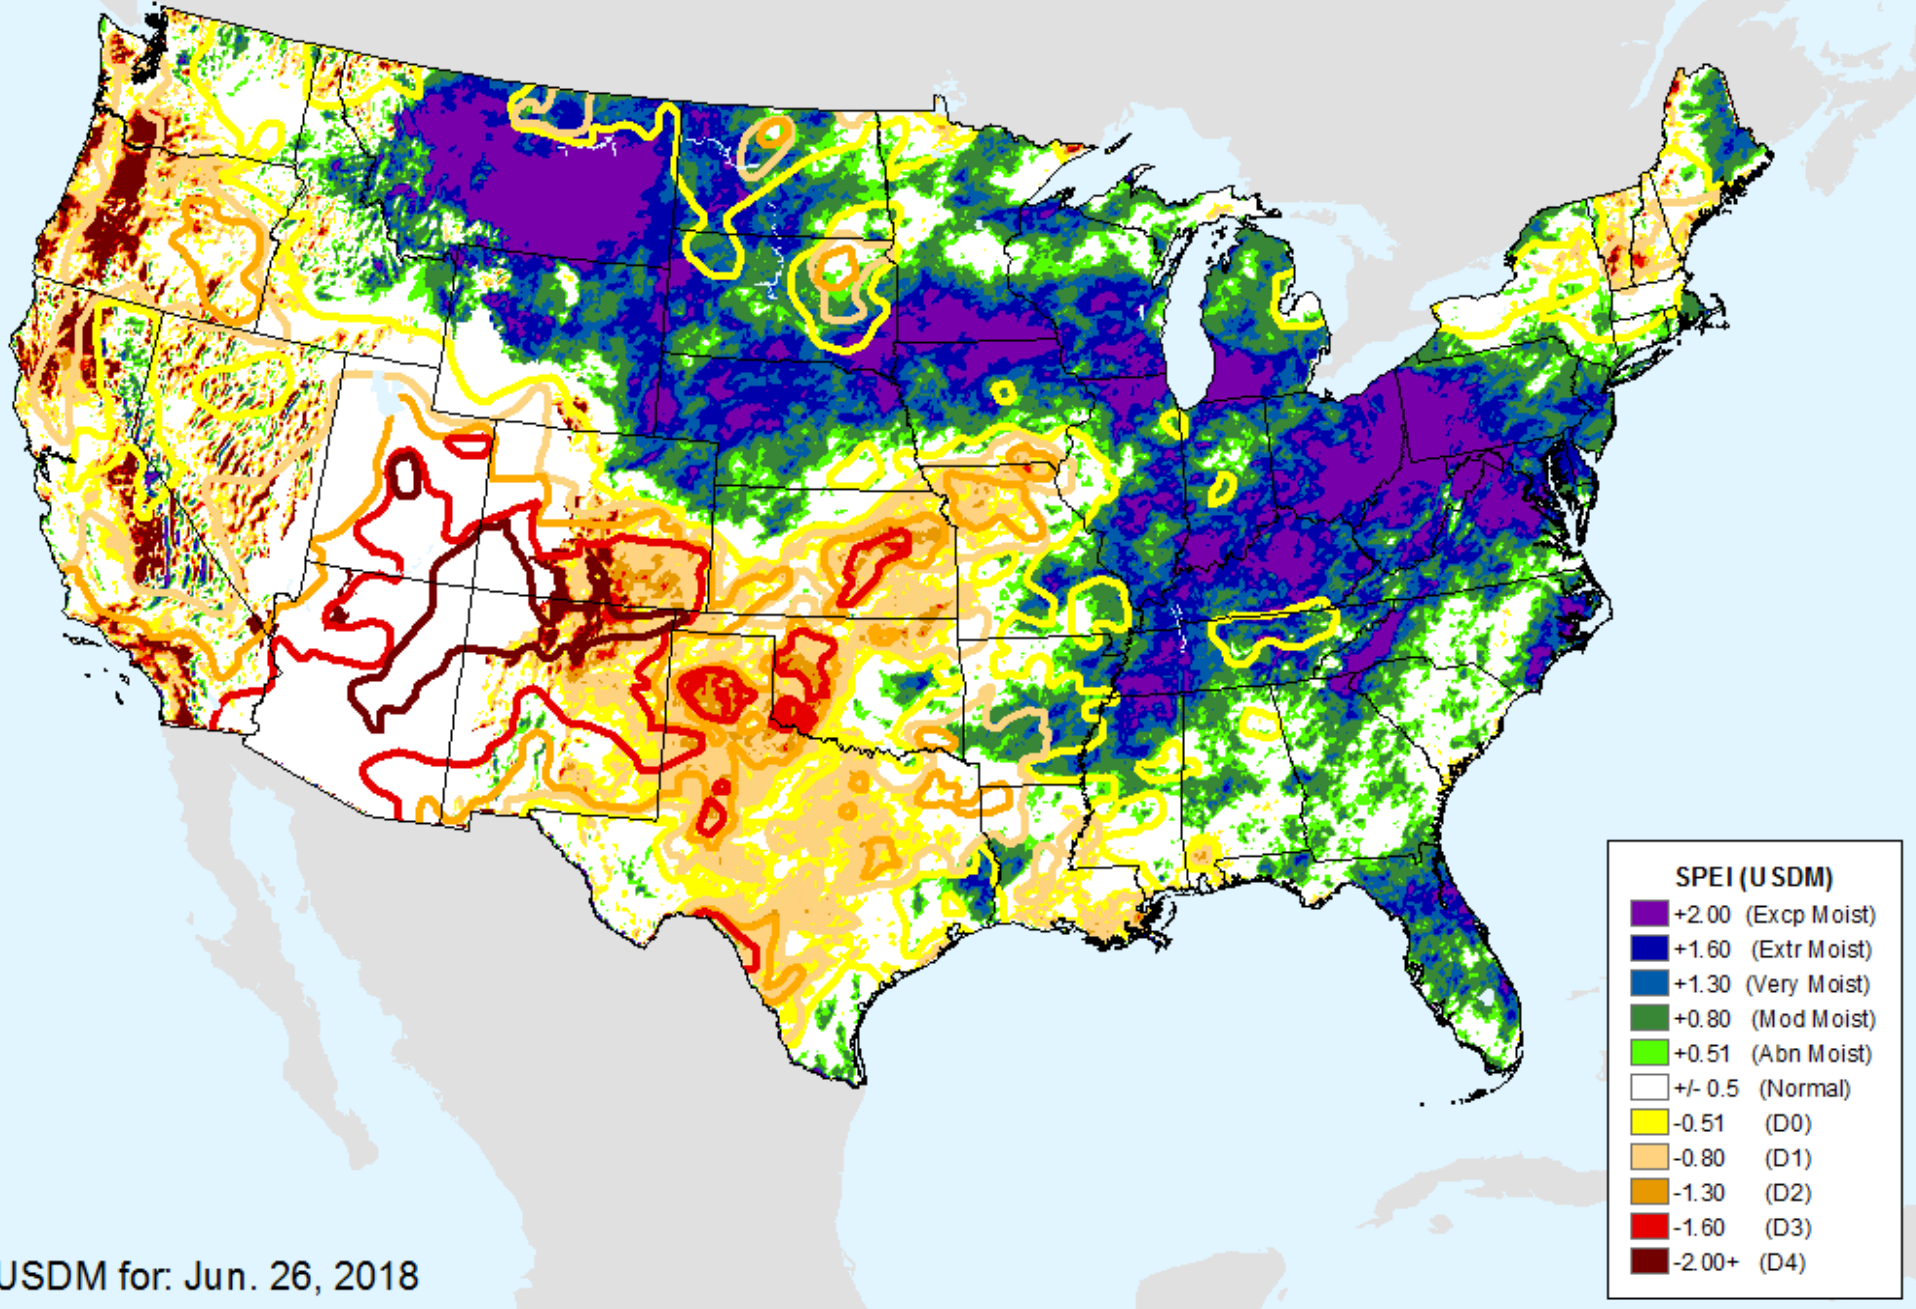 SPEI (USDM)
+2.00 (Excp Moist)
+1.60 (Extr Moist)
+1.30 (Very Moist)
+0.80 (Mod Moist)
+0.51 (Abn Moist)
+/- 0.5 (Normal)
-0.51 (D0)
-0.80 (D1)
-1.30 (D2)
-1.60 (D3)
-2.00+ (D4)
USDM for: Jun. 26, 2018